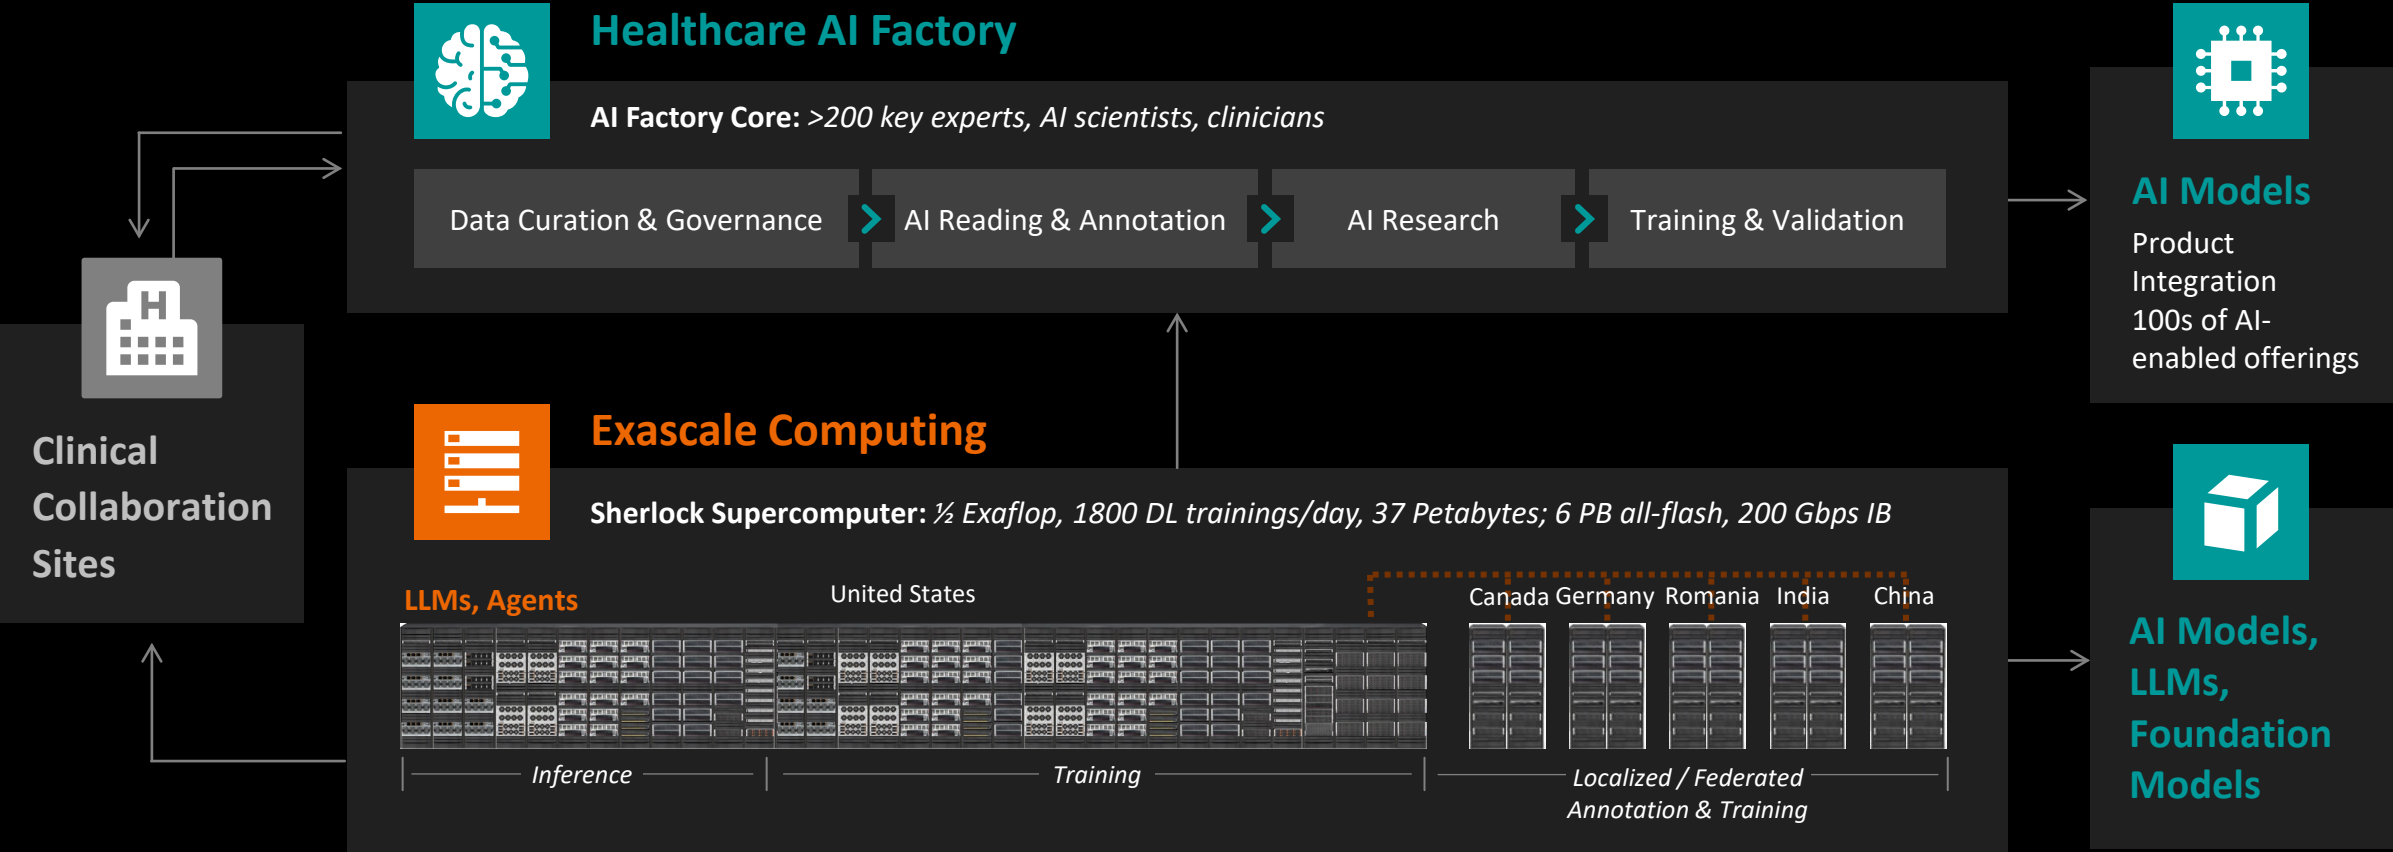 Healthcare AI Factory
AI Factory Core: >200 key experts, AI scientists, clinicians
Data Curation & Governance
AI Reading & Annotation
AI Research
Training & Validation
AI Models
Product
Integration
100s of AI-
enabled offerings
H
Clinical
Collaboration
Sites
Exascale Computing
Sherlock Supercomputer: ½ Exaflop, 1800 DL trainings/day, 37 Petabytes; 6 PB all-flash, 200 Gbps IB
LLMs, Agents
United States
Canada
Germany
Romania
India
China
Inference
Training
Localized / Federated
Annotation & Training
AI Models,
LLMs,
Foundation
Models